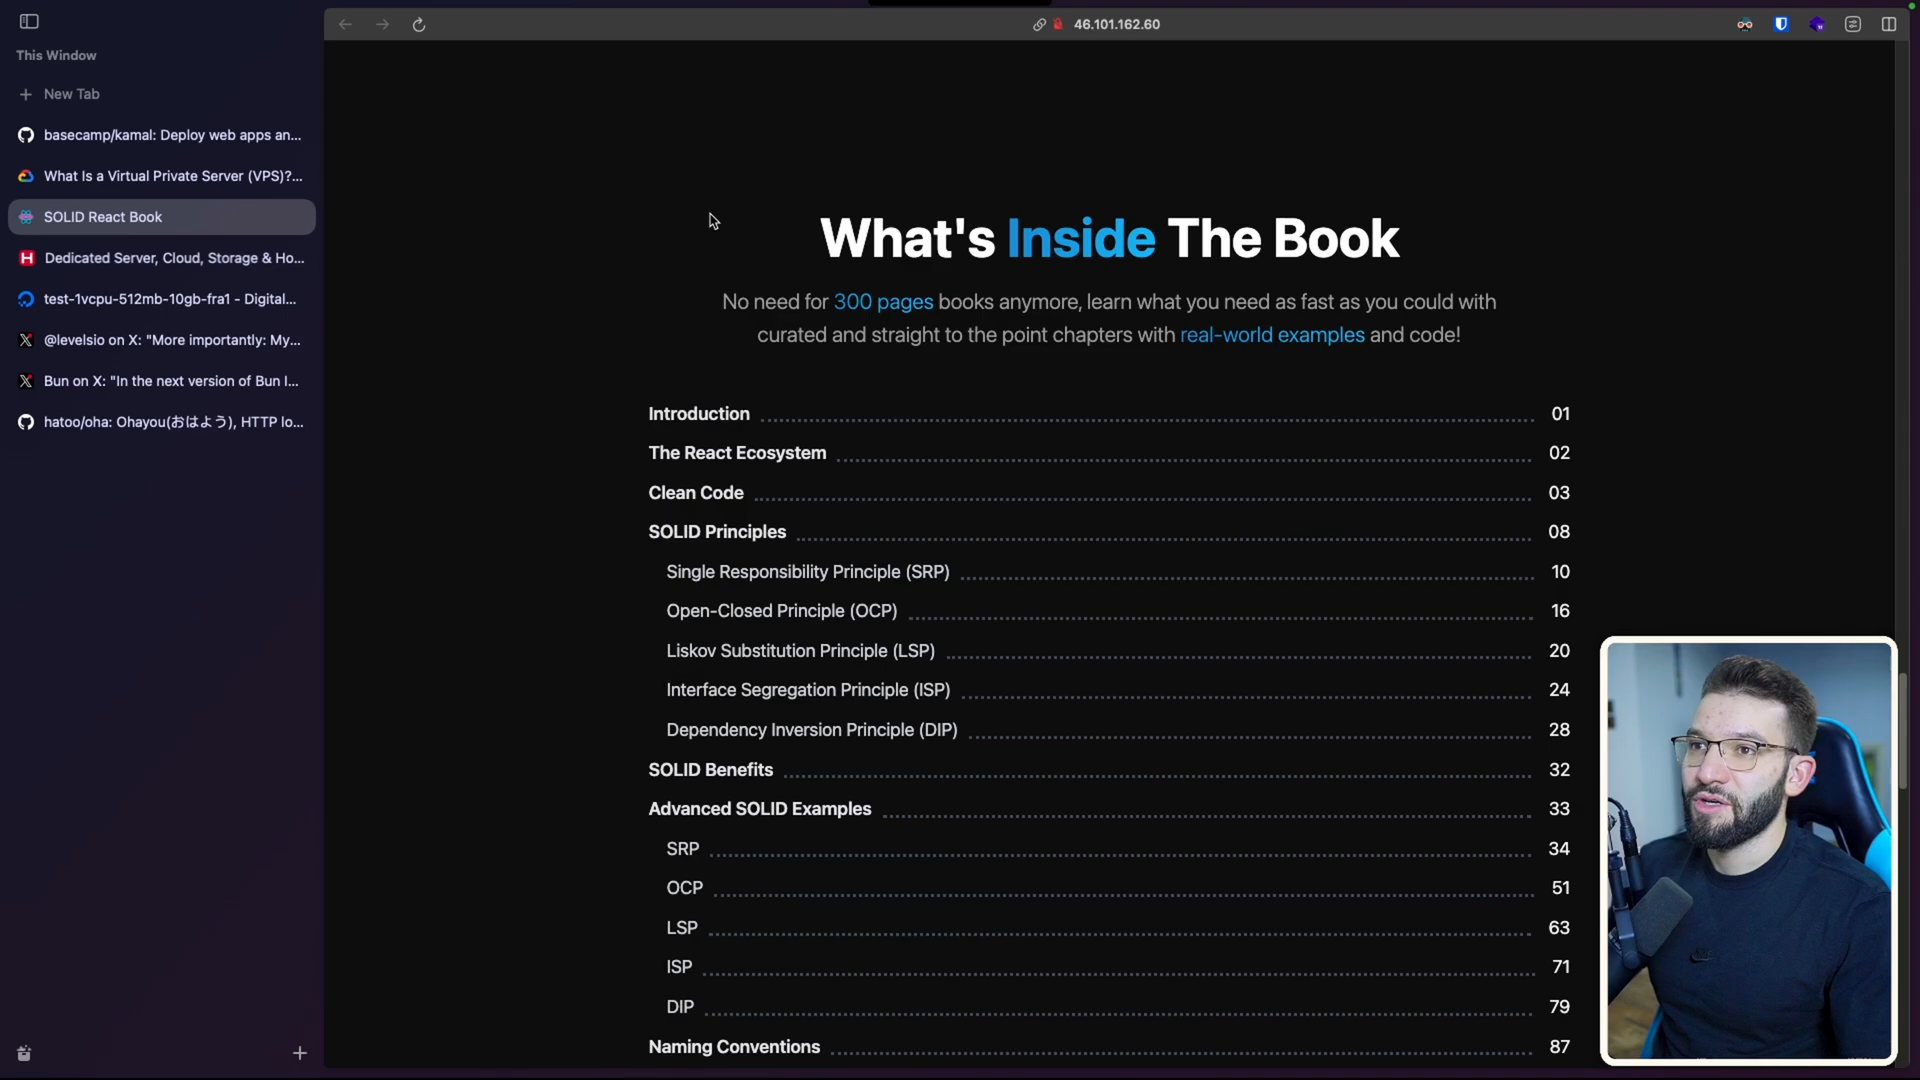 This Window
New Tab
basecamp/kamal: Deploy web apps an...
What Is a Virtual Private Server (VPS)?...
SOLID React Book
Dedicated Server, Cloud, Storage & Ho...
test-1vcpu-512mb-10gb-fra1 - Digital...
@levelsio on X: "More importantly: My...
Bun on X: "In the next version of Bun I...
hatoo/oha: Ohayou(おはよう), HTTP lo...
46.101.162.60
What's Inside The Book
No need for 300 pages books anymore, learn what you need as fast as you could with
curated and straight to the point chapters with real-world examples and code!
Introduction 01
The React Ecosystem 02
Clean Code 03
SOLID Principles 08
Single Responsibility Principle (SRP) 10
Open-Closed Principle (OCP) 16
Liskov Substitution Principle (LSP) 20
Interface Segregation Principle (ISP) 24
Dependency Inversion Principle (DIP) 28
SOLID Benefits 32
Advanced SOLID Examples 33
SRP 34
OCP 51
LSP 63
ISP 71
DIP 79
Naming Conventions 87